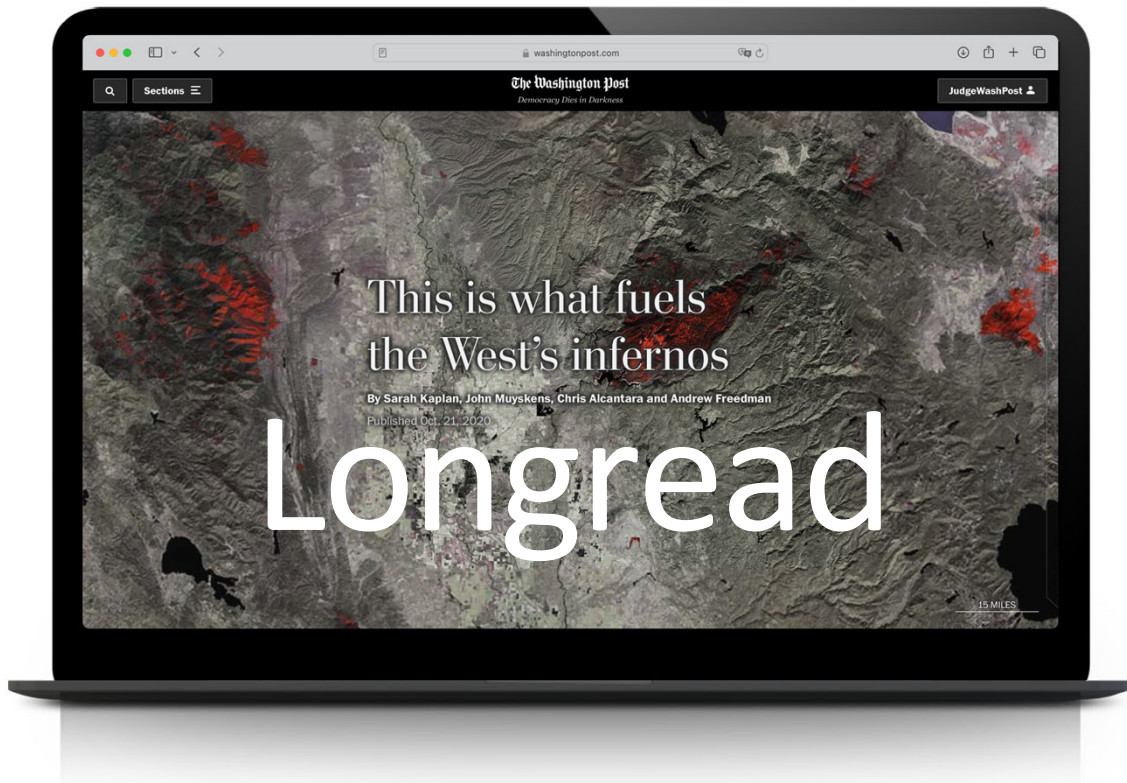 washingtonpost.com
Sections
The Washington Post
Democracy Dies in Darkness
JudgeWashPost
This is what fuels
the West's infernos
By Sarah Kaplan, John Muyskens, Chris Alcantara and Andrew Freedman
Published Oct. 21, 2020
Longread
15 MILES